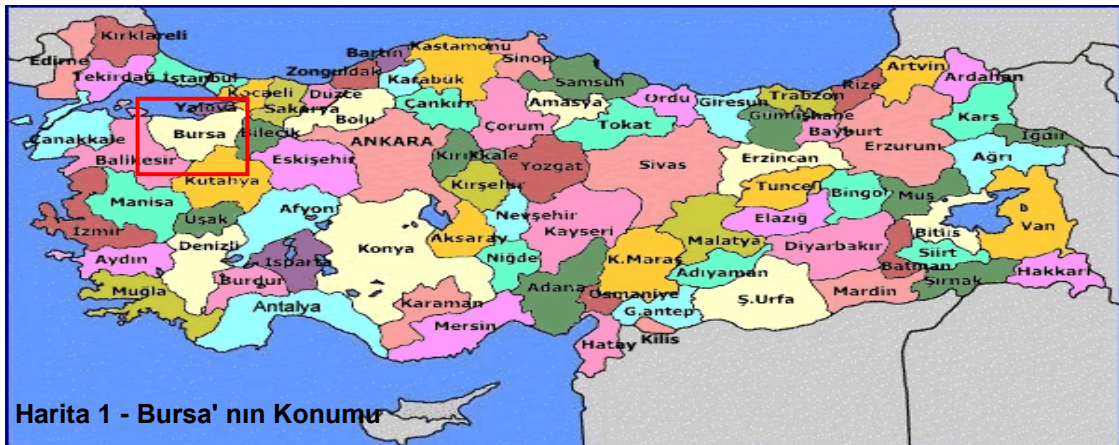 Kırklareli
Edirne
Tekirdağ
İstanbul
Kocaeli
Yalova
Sakarya
Düzce
Zonguldak
Bartın
Karabük
Kastamonu
Sinop
Samsun
Ordu
Giresun
Trabzon
Rize
Artvin
Ardahan
Çanakkale
Bursa
Bilecik
Bolu
Çankırı
Çorum
Amasya
Tokat
Gümüşhane
Bayburt
Erzurum
Kars
Iğdır
Balikesir
Kutahya
Eskişehir
ANKARA
Kırıkkale
Yozgat
Sivas
Erzincan
Ağrı
Manisa
Uşak
Afyon
Kırşehir
Nevşehir
Kayseri
Malatya
Elazığ
Bingöl
Muş
Bitlis
Van
İzmir
Aydın
Denizli
Isparta
Konya
Aksaray
Niğde
K.Maraş
Adıyaman
Diyarbakır
Batman
Siirt
Şırnak
Hakkari
Muğla
Burdur
Antalya
Karaman
Mersin
Adana
Osmaniye
G.antep
Ş.Urfa
Mardin
Hatay
Kilis
Harita 1 - Bursa' nın Konumu